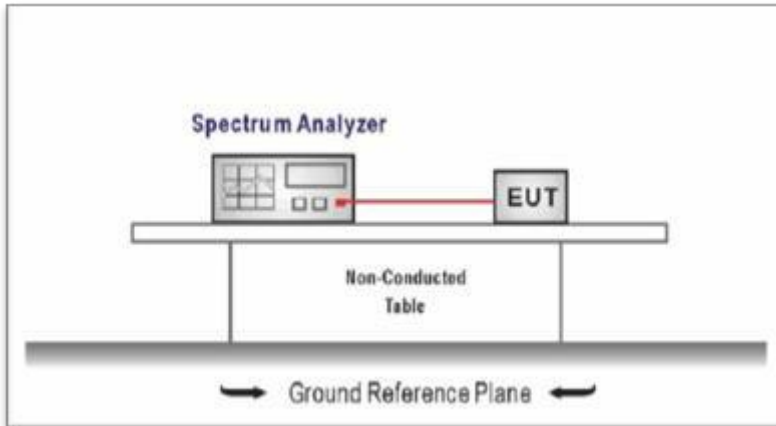 Spectrum Analyzer
EUT
Non-Conducted
Table
Ground Reference Plane